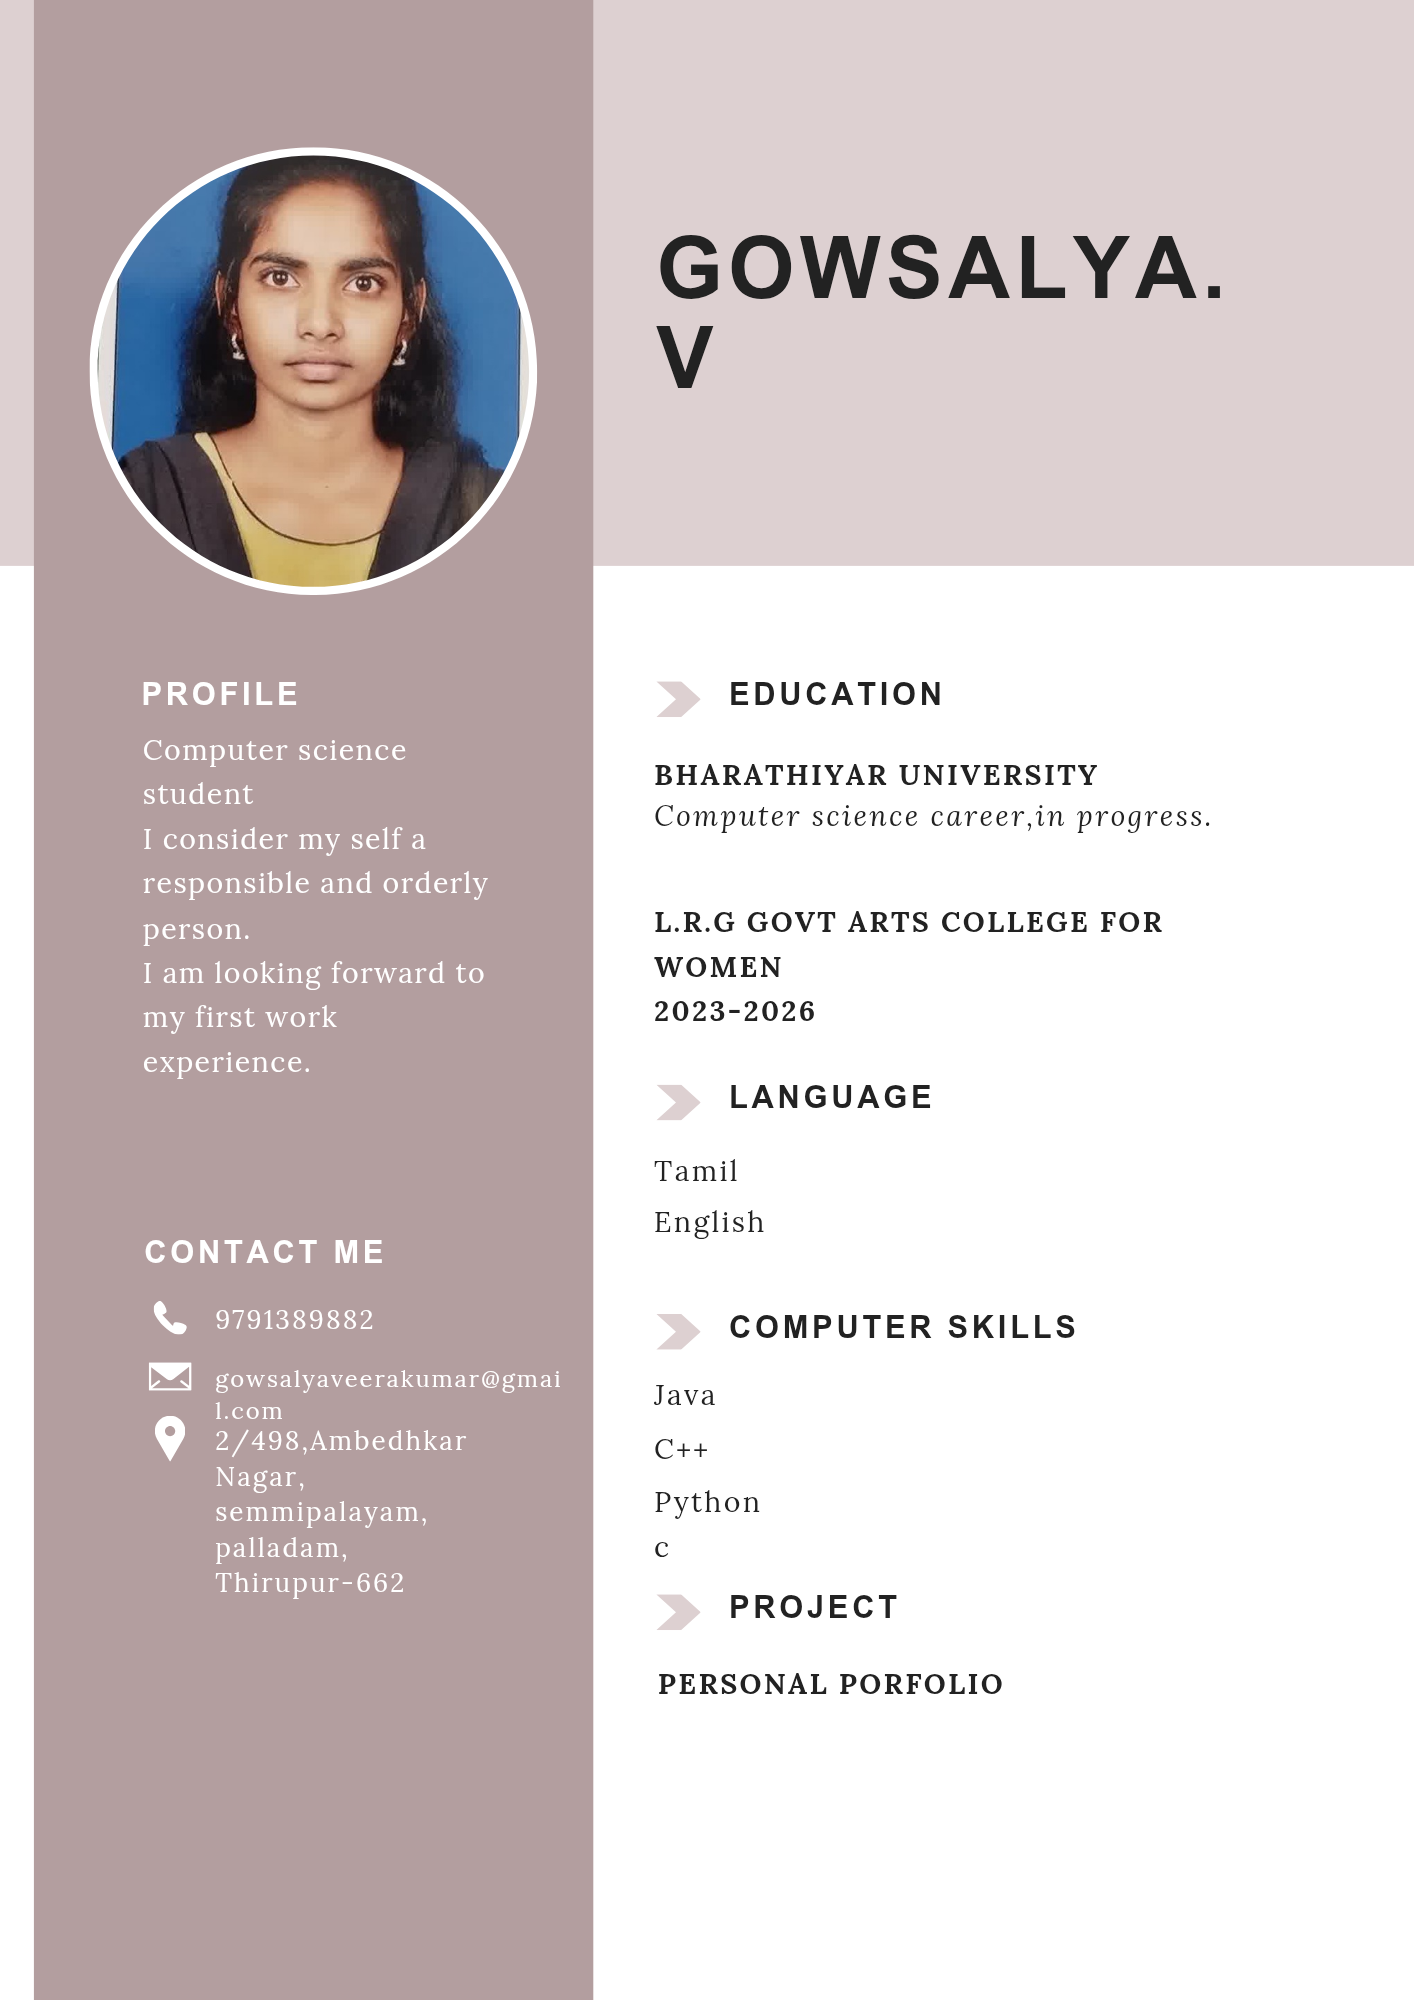 GOWSALYA.
V
PROFILE
Computer science
student
I consider my self a
responsible and orderly
person.
I am looking forward to
my first work
experience.
CONTACT ME
9791389882
gowsalyaveerakumar@gmai
l.com
2/498,Ambedhkar
Nagar,
semmipalayam,
palladam,
Thirupur-662
EDUCATION
BHARATHIYAR UNIVERSITY
Computer science career,in progress.
L.R.G GOVT ARTS COLLEGE FOR
WOMEN
2023-2026
LANGUAGE
Tamil
English
COMPUTER SKILLS
Java
C++
Python
c
PROJECT
PERSONAL PORFOLIO